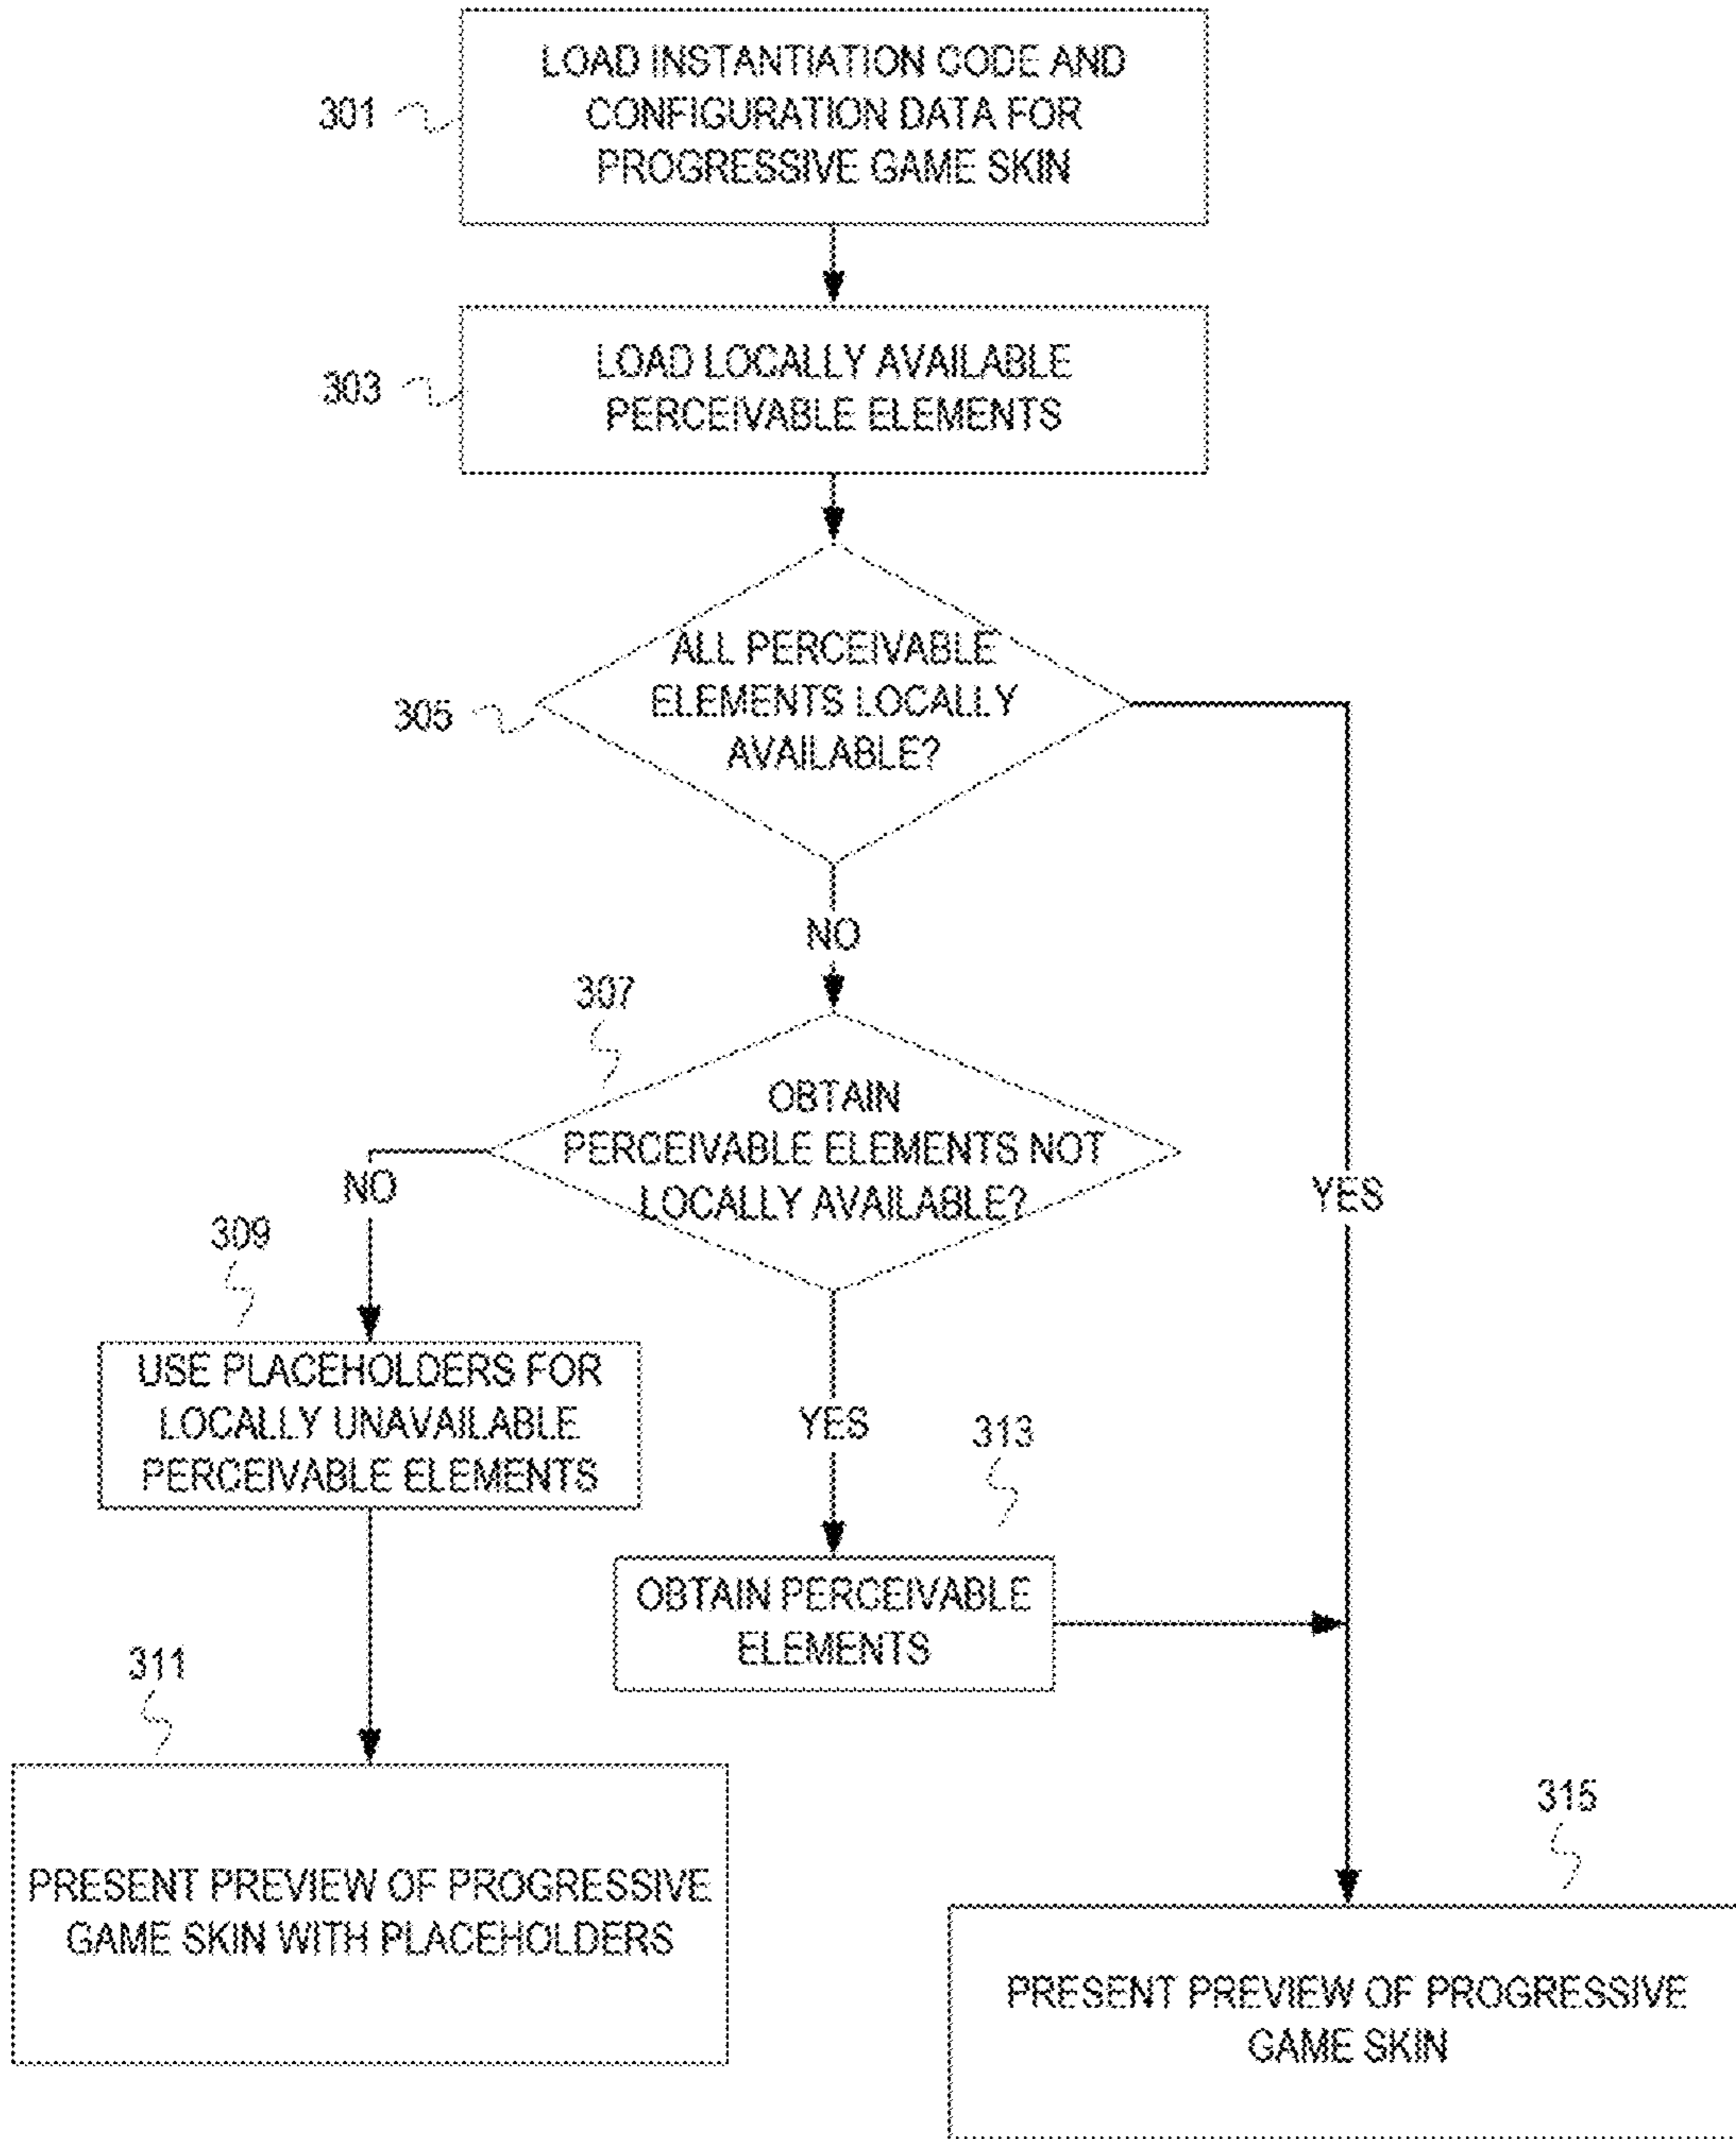 LOAD INSTANTIATION CODE AND
CONFIGURATION DATA FOR
PROGRESSIVE GAME SKIN
301
LOAD LOCALLY AVAILABLE
PERCEIVABLE ELEMENTS
303
ALL PERCEIVABLE
ELEMENTS LOCALLY
AVAILABLE?
305
NO
307
OBTAIN
PERCEIVABLE ELEMENTS NOT
LOCALLY AVAILABLE?
NO
YES
309
USE PLACEHOLDERS FOR
LOCALLY UNAVAILABLE
PERCEIVABLE ELEMENTS
YES
313
OBTAIN PERCEIVABLE
ELEMENTS
311
PRESENT PREVIEW OF PROGRESSIVE
GAME SKIN WITH PLACEHOLDERS
315
PRESENT PREVIEW OF PROGRESSIVE
GAME SKIN